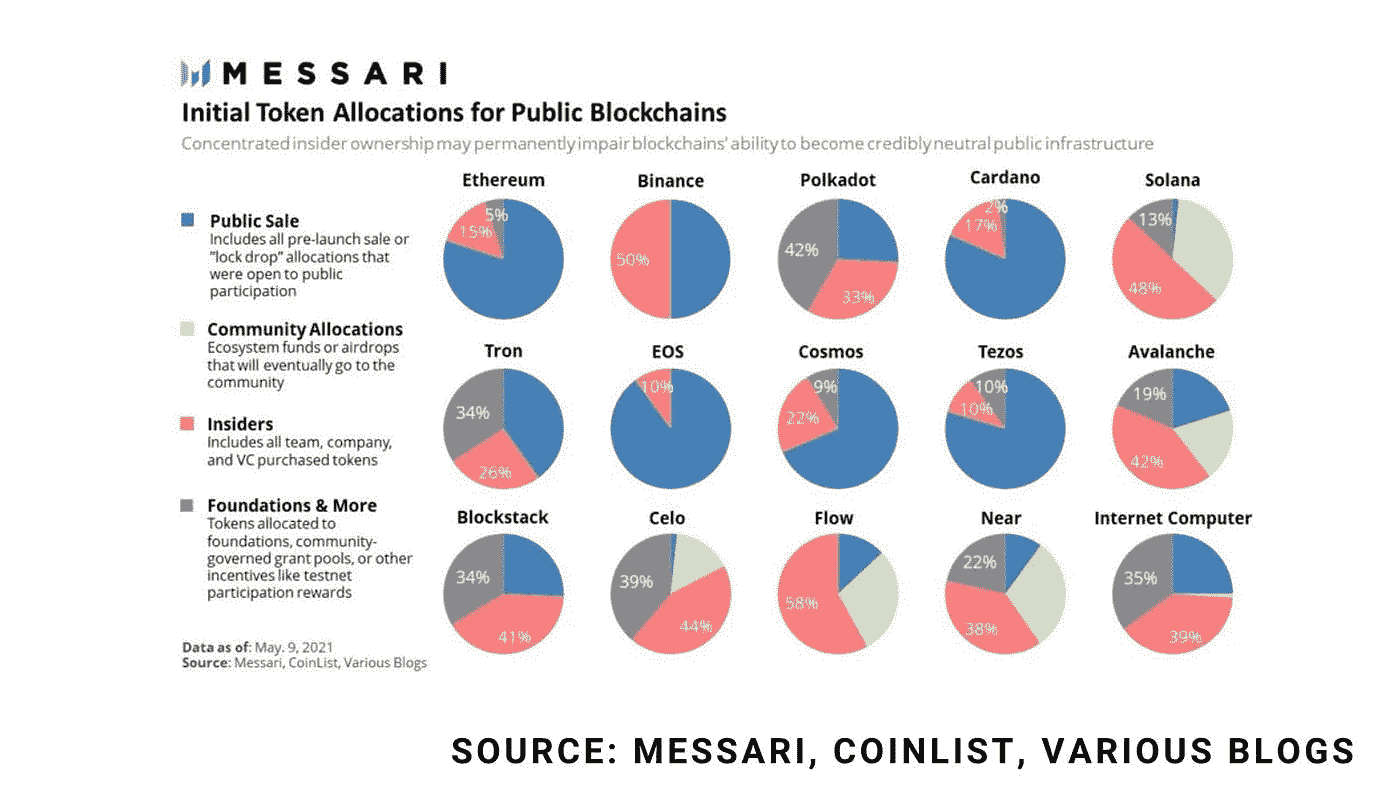 MESSARI
Initial Token Allocations for Public Blockchains
Concentrated insider ownership may permanently impair blockchains' ability to become credibly neutral public infrastructure
Public Sale
Includes all pre-launch sale or
"lock drop" allocations that
were open to public
participation
Community Allocations
Ecosystem funds or airdrops
that will eventually go to the
community
Insiders
Includes all team, company,
and VC purchased tokens
Foundations & More
Tokens allocated to
foundations, community-
governed grant pools, or other
incentives like testnet
participation rewards
Data as of: May. 9, 2021
Source: Messari, CoinList, Various Blogs
Ethereum
5%
15%
Binance
50%
Polkadot
42%
33%
Cardano
2%
17%
Solana
13%
48%
Tron
34%
26%
EOS
10%
Cosmos
9%
22%
Tezos
10%
10%
Avalanche
19%
42%
Blockstack
34%
41%
Celo
39%
44%
Flow
58%
Near
22%
38%
Internet Computer
35%
39%
SOURCE: MESSARI, COINLIST, VARIOUS BLOGS